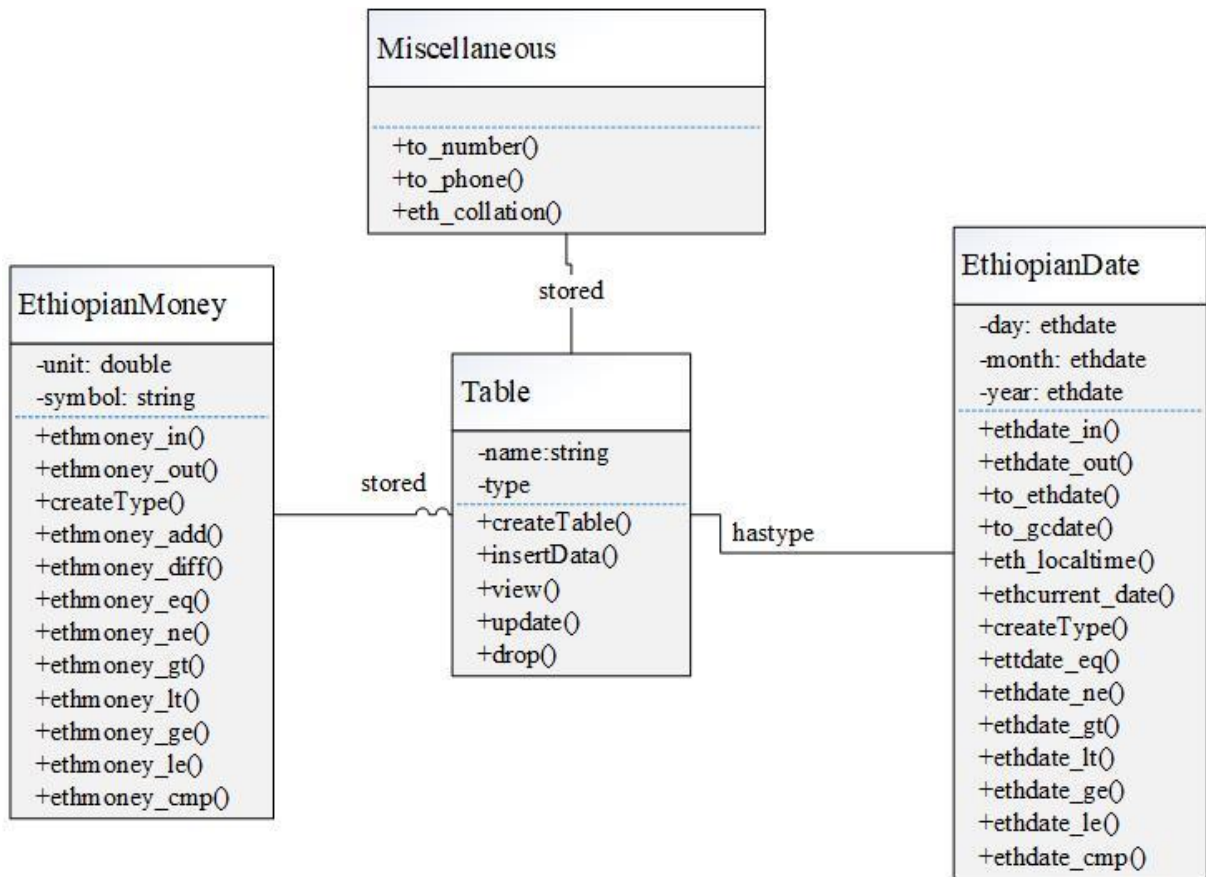 Miscellaneous
+to_number()
+to_phone()
+eth_collation()
stored
EthiopianMoney
-unit: double
-symbol: string
+ethmoney_in()
+ethmoney_out()
+createType()
+ethmoney_add()
+ethmoney_diff()
+ethmoney_eq()
+ethmoney_ne()
+ethmoney_gt()
+ethmoney_lt()
+ethmoney_ge()
+ethmoney_le()
+ethmoney_cmp()
stored
Table
-name:string
-type
+createTable()
+insertData()
+view()
+update()
+drop()
hastype
EthiopianDate
-day: ethdate
-month: ethdate
-year: ethdate
+ethdate_in()
+ethdate_out()
+to_ethdate()
+to_gcdate()
+eth_localtime()
+ethcurrent_date()
+createType()
+ettdate_eq()
+ethdate_ne()
+ethdate_gt()
+ethdate_lt()
+ethdate_ge()
+ethdate_le()
+ethdate_cmp()